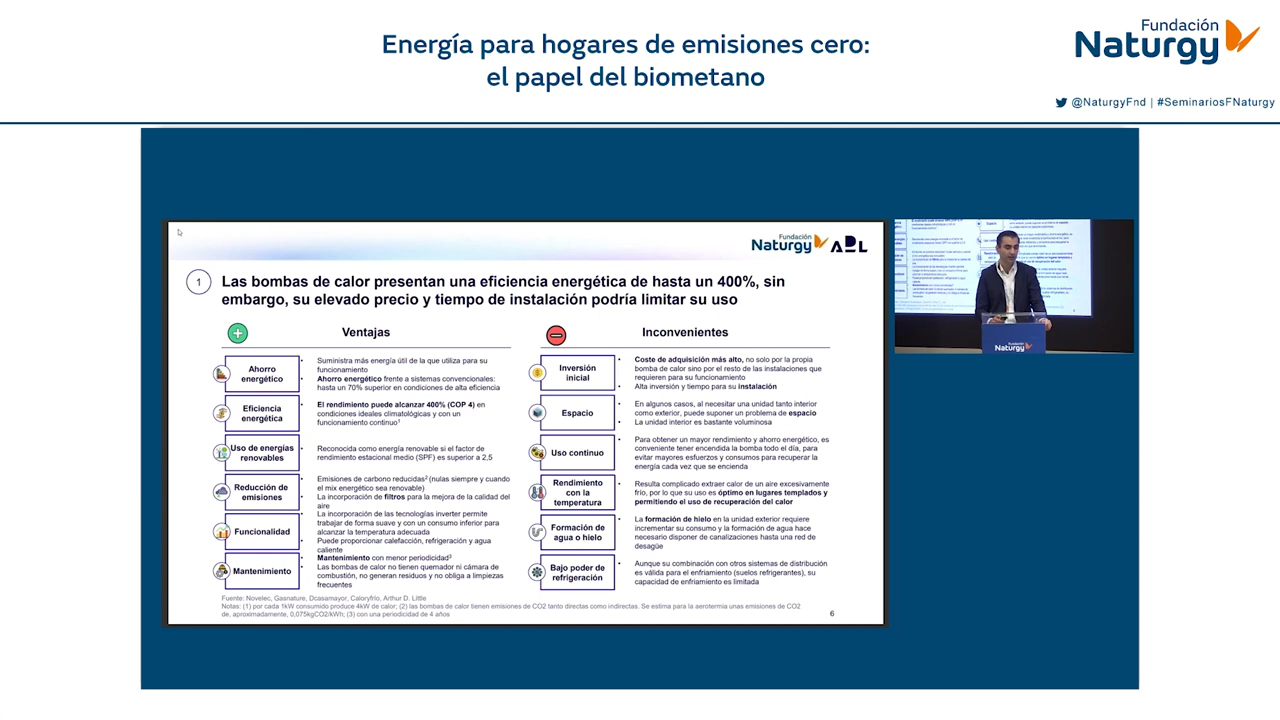 Energía para hogares de emisiones cero:
el papel del biometano
Fundación
Naturgy
@NaturgyFnd | #SeminariosFNaturgy
Fundación
Naturgy ADL
1
Las bombas de calor presentan una eficiencia energética de hasta un 400%, sin
embargo, su elevado precio y tiempo de instalación podría limitar su uso
Ventajas
Ahorro
energético
• Suministra más energía útil de la que utiliza para su
funcionamiento
• Ahorro energético frente a sistemas convencionales:
hasta un 70% superior en condiciones de alta eficiencia
Eficiencia
energética
• El rendimiento puede alcanzar 400% (COP 4) en
condiciones ideales climatológicas y con un
funcionamiento continuo¹
Uso de energías
renovables
• Reconocida como energía renovable si el factor de
rendimiento estacional medio (SPF) es superior a 2,5
Reducción de
emisiones
• Emisiones de carbono reducidas² (nulas siempre y cuando
el mix energético sea renovable)
• La incorporación de filtros para la mejora de la calidad del
aire
Funcionalidad
• La incorporación de las tecnologías inverter permite
trabajar de forma suave y con un consumo inferior para
alcanzar la temperatura adecuada
• Puede proporcionar calefacción, refrigeración y agua
caliente
Mantenimiento
• Mantenimiento con menor periodicidad³
• Las bombas de calor no tienen quemador ni cámara de
combustión, no generan residuos y no obliga a limpiezas
frecuentes
Inconvenientes
Inversión
inicial
• Coste de adquisición más alto, no solo por la propia
bomba de calor sino por el resto de las instalaciones que
requieren para su funcionamiento
• Alta inversión y tiempo para su instalación
Espacio
• En algunos casos, al necesitar una unidad tanto interior
como exterior, puede suponer un problema de espacio
• La unidad interior es bastante voluminosa
Uso continuo
• Para obtener un mayor rendimiento y ahorro energético, es
conveniente tener encendida la bomba todo el día, para
evitar mayores esfuerzos y consumos para recuperar la
energía cada vez que se encienda
Rendimiento
con la
temperatura
• Resulta complicado extraer calor de un aire excesivamente
frío, por lo que su uso es óptimo en lugares templados y
permitiendo el uso de recuperación del calor
Formación de
agua o hielo
• La formación de hielo en la unidad exterior requiere
incrementar su consumo y la formación de agua hace
necesario disponer de canalizaciones hasta una red de
desagüe
Bajo poder de
refrigeración
• Aunque su combinación con otros sistemas de distribución
es válida para el enfriamiento (suelos refrigerantes), su
capacidad de enfriamiento es limitada
Fuente: Novelec, Gasnature, Dcasamayor, Caloryfrio, Arthur D. Little
Notas: (1) por cada 1kW consumido produce 4kW de calor; (2) las bombas de calor tienen emisiones de CO2 tanto directas como indirectas. Se estima para la aerotermia unas emisiones de CO2
de, aproximadamente, 0,075kgCO2/kWh; (3) con una periodicidad de 4 años
6
Fundación
Naturgy